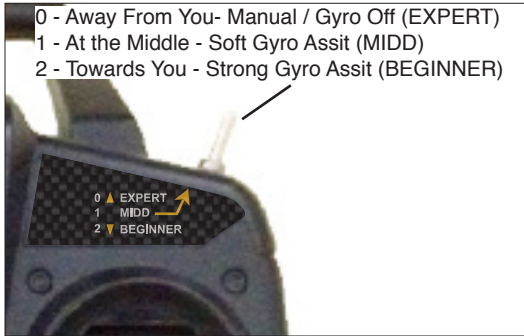 0 - Away From You- Manual / Gyro Off (EXPERT)
1 - At the Middle - Soft Gyro Assit (MIDD)
2 - Towards You - Strong Gyro Assit (BEGINNER)
0 ▲ EXPERT
1 MIDD
2 ▼ BEGINNER